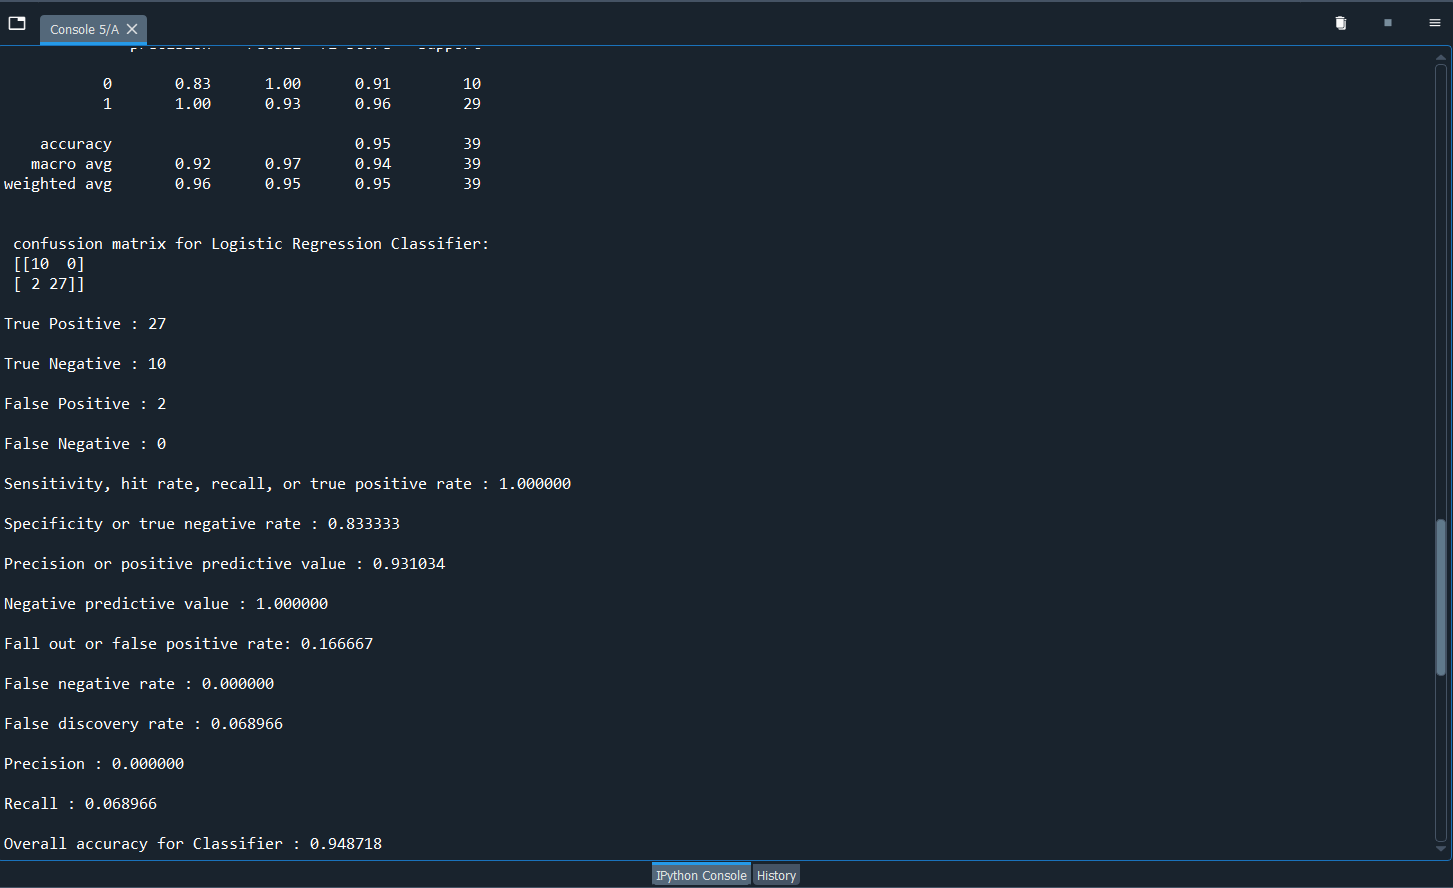 Console 5/A
0 0.83 1.00 0.91 10
1 1.00 0.93 0.96 29
accuracy 0.95 39
macro avg 0.92 0.97 0.94 39
weighted avg 0.96 0.95 0.95 39
confussion matrix for Logistic Regression Classifier:
[[10  0]
[ 2 27]]
True Positive : 27
True Negative : 10
False Positive : 2
False Negative : 0
Sensitivity, hit rate, recall, or true positive rate : 1.000000
Specificity or true negative rate : 0.833333
Precision or positive predictive value : 0.931034
Negative predictive value : 1.000000
Fall out or false positive rate: 0.166667
False negative rate : 0.000000
False discovery rate : 0.068966
Precision : 0.000000
Recall : 0.068966
Overall accuracy for Classifier : 0.948718
IPython Console History